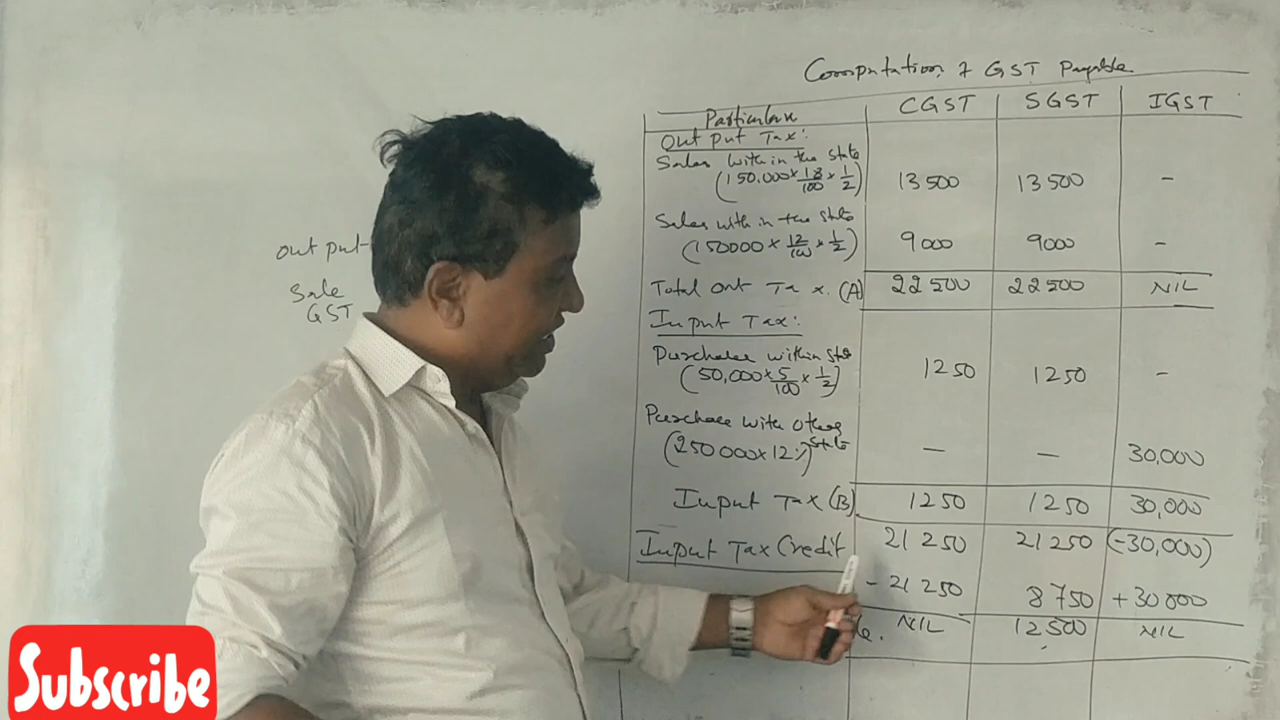 Computation of GST Payable
Particulars CGST SGST IGST
Out put Tax:
Sales with in the state
(150,000 × 18/100 × 1/2) 13500 13500 -
Sales with in the state
(150000 × 12/100 × 1/2) 9000 9000 -
Total Out Tax. (A) 22500 22500 NIL
Input Tax:
Purchases within state
(50,000 × 5/100 × 1/2) 1250 1250 -
Purchase with other state
(250000 × 12%) - - 30,000
Input Tax (B) 1250 1250 30,000
Input Tax Credit 21250 21250 (-30,000)
- 21250 8750 +30000
NIL 12500 NIL
out put
Sale
GST
Subscribe